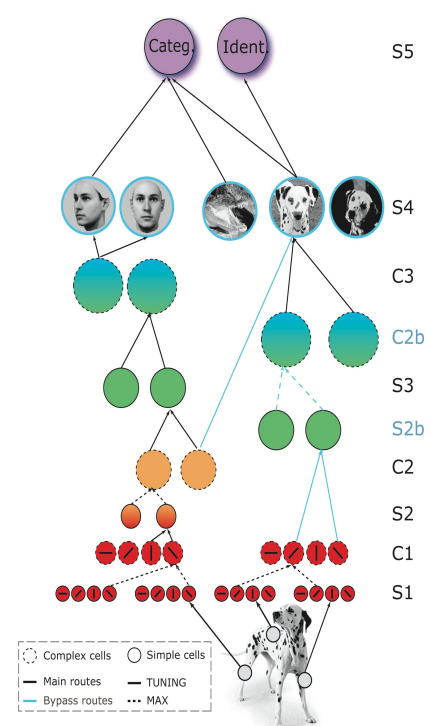 Categ.
Ident.
S5
S4
C3
C2b
S3
S2b
C2
S2
C1
S1
Complex cells
Simple cells
Main routes
TUNING
Bypass routes
MAX